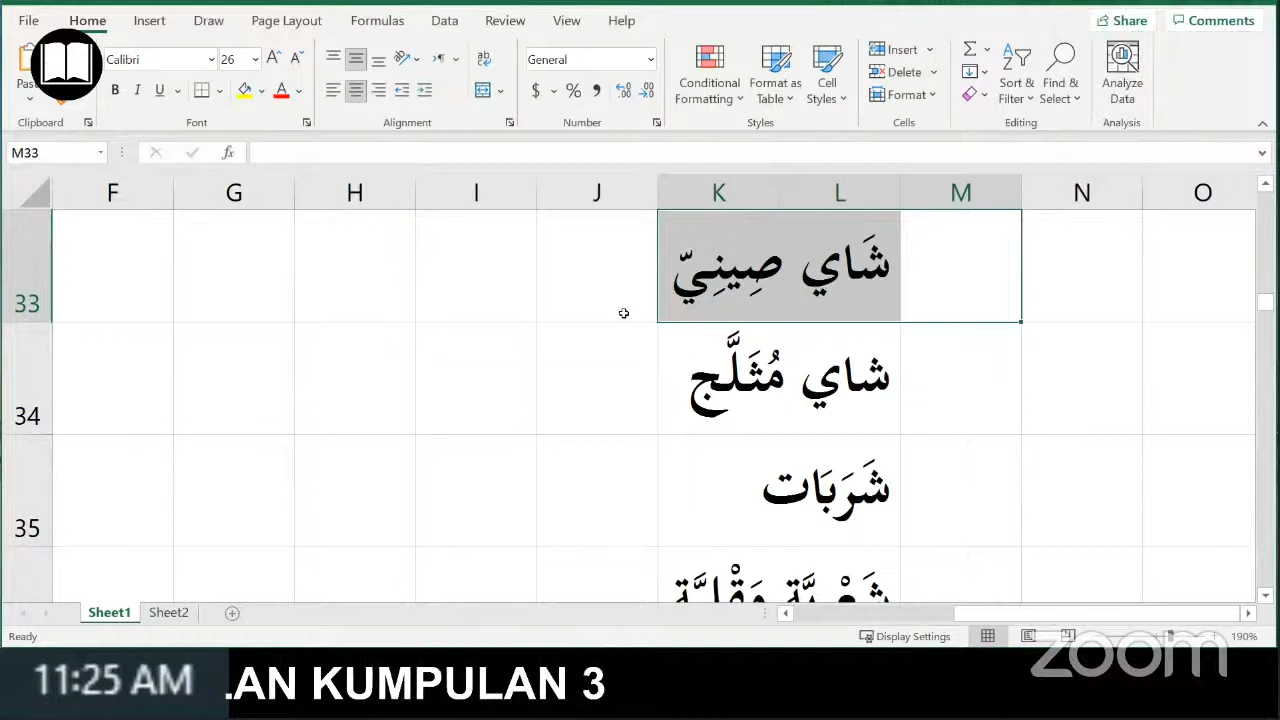 File Home Insert Draw Page Layout Formulas Data Review View Help Share Comments
Calibri 26 General Insert
Delete
Format
Conditional Formatting Format as Table Cell Styles Sort & Filter Find & Select Analyze Data
Clipboard Font Alignment Number Styles Cells Editing Analysis
M33 fx
F G H I J K L M N O
33 شَاي صِينِيّ
34 شاي مُثَلَّج
35 شَرَبَات
Sheet1 Sheet2
Ready Display Settings 190%
zoom
11:25 AM .AN KUMPULAN 3